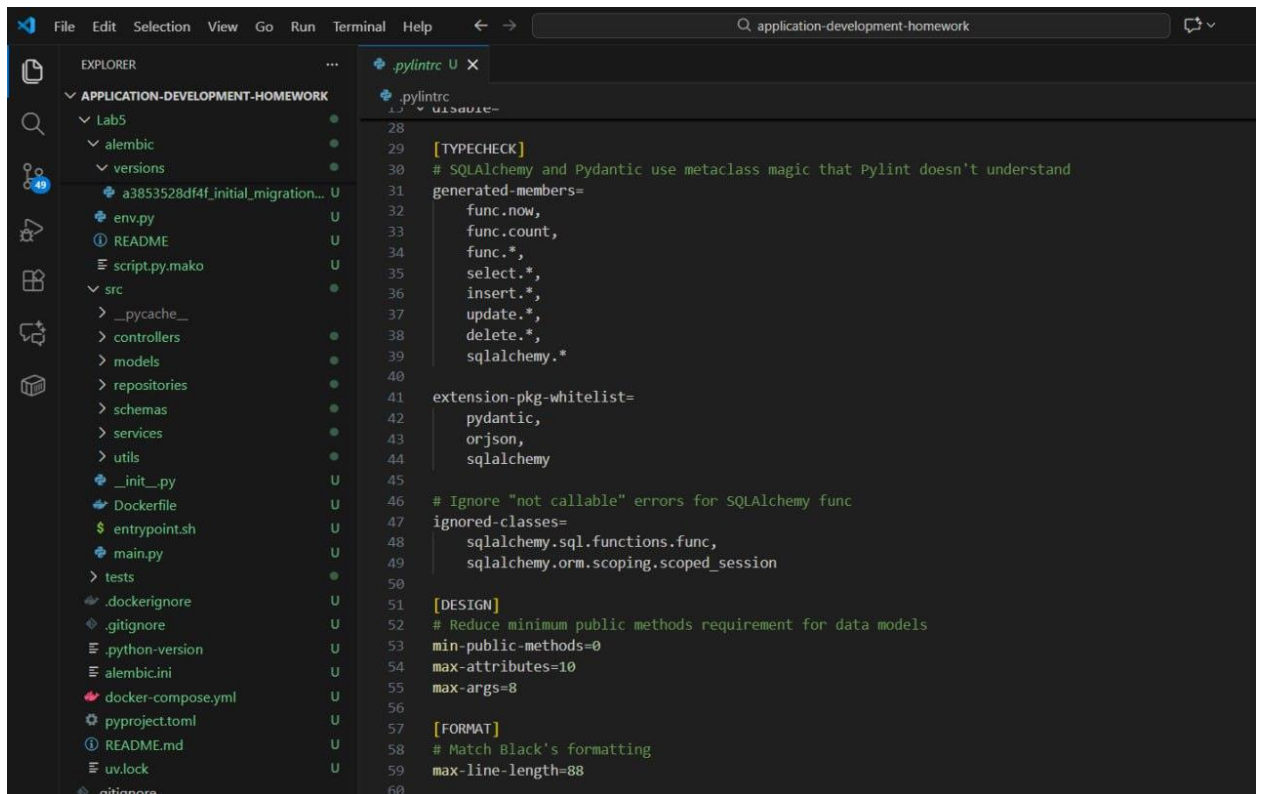 File Edit Selection View Go Run Terminal Help
application-development-homework
EXPLORER
APPLICATION-DEVELOPMENT-HOMEWORK
Lab5
alembic
versions
a3853528df4f_initial_migration... U
env.py U
README U
script.py.mako U
src
__pycache__
controllers
models
repositories
schemas
services
utils
__init__.py U
Dockerfile U
entrypoint.sh U
main.py U
tests
.dockerignore U
.gitignore U
.python-version U
alembic.ini U
docker-compose.yml U
pyproject.toml U
README.md U
uv.lock U
.gitignore
49
.pylintrc U
.pylintrc
15 disable=
28
29 [TYPECHECK]
30 # SQLAlchemy and Pydantic use metaclass magic that Pylint doesn't understand
31 generated-members=
32 func.now,
33 func.count,
34 func.*,
35 select.*,
36 insert.*,
37 update.*,
38 delete.*,
39 sqlalchemy.*
40
41 extension-pkg-whitelist=
42 pydantic,
43 orjson,
44 sqlalchemy
45
46 # Ignore "not callable" errors for SQLAlchemy func
47 ignored-classes=
48 sqlalchemy.sql.functions.func,
49 sqlalchemy.orm.scoping.scoped_session
50
51 [DESIGN]
52 # Reduce minimum public methods requirement for data models
53 min-public-methods=0
54 max-attributes=10
55 max-args=8
56
57 [FORMAT]
58 # Match Black's formatting
59 max-line-length=88
60